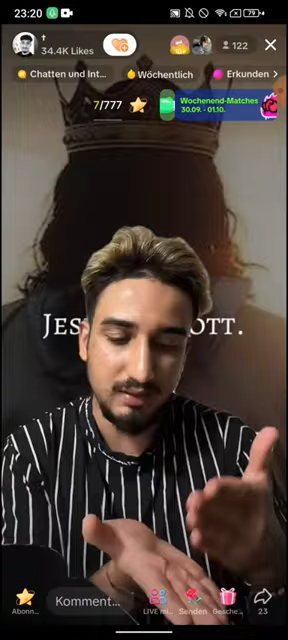 23:20
79
†
34.4K Likes
122
Chatten und Int...
Wöchentlich
Erkunden >
7/777
Wochenend-Matches
30.09. - 01.10.
JES
OTT.
Abonn...
Komment...
LIVE mi...
Senden
Gesche...
23